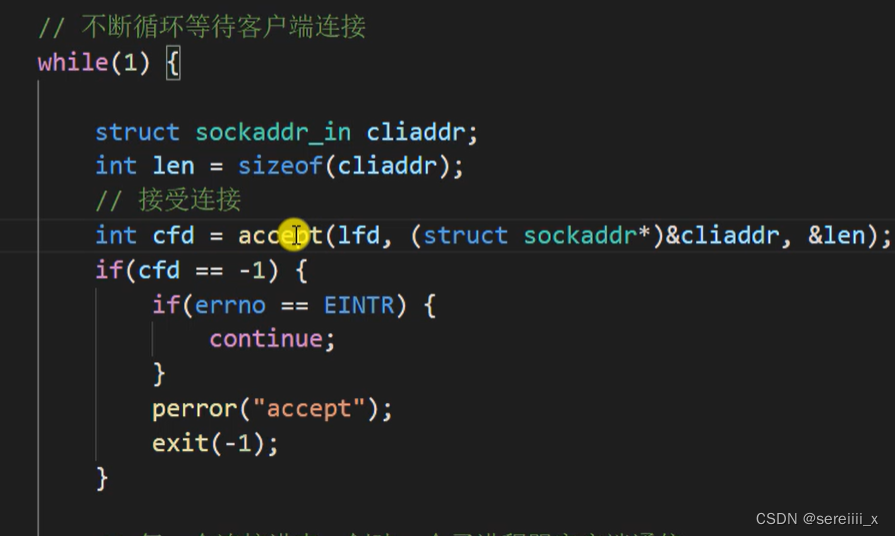 // 不断循环等待客户端连接
while(1) {
struct sockaddr_in cliaddr;
int len = sizeof(cliaddr);
// 接受连接
int cfd = accept(lfd, (struct sockaddr*)&cliaddr, &len);
if(cfd == -1) {
if(errno == EINTR) {
continue;
}
perror("accept");
exit(-1);
}
CSDN @sereiiii_x